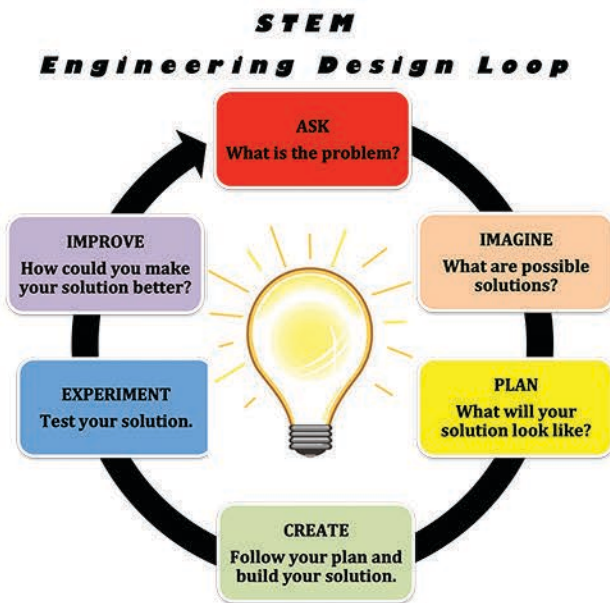 STEM
Engineering Design Loop
ASK
What is the problem?
IMAGINE
What are possible
solutions?
PLAN
What will your
solution look like?
CREATE
Follow your plan and
build your solution.
EXPERIMENT
Test your solution.
IMPROVE
How could you make
your solution better?